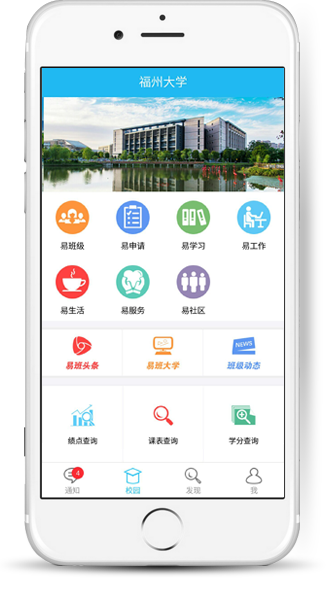 福州大学
易班级 易申请 易学习 易工作
易生活 易服务 易社区
NEWS
易班头条 易班大学 班级动态
绩点查询 课表查询 学分查询
4
通知 校园 发现 我